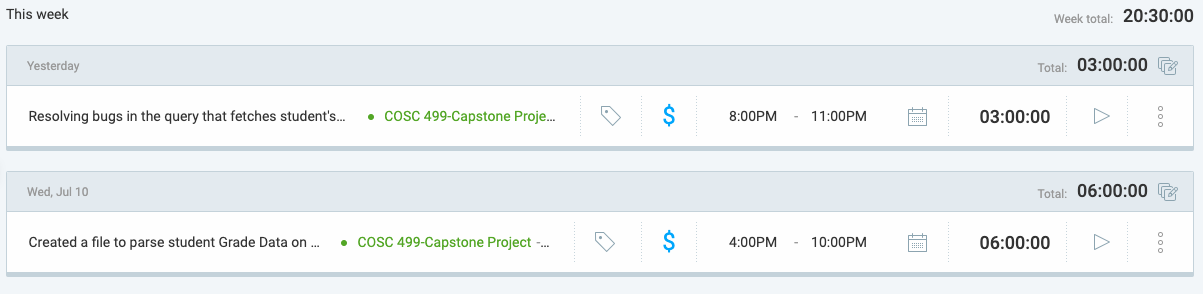 This week
Week total: 20:30:00
Yesterday
Total: 03:00:00
Resolving bugs in the query that fetches student's... • COSC 499-Capstone Proje... $ 8:00PM - 11:00PM 03:00:00
Wed, Jul 10
Total: 06:00:00
Created a file to parse student Grade Data on ... • COSC 499-Capstone Project -... $ 4:00PM - 10:00PM 06:00:00